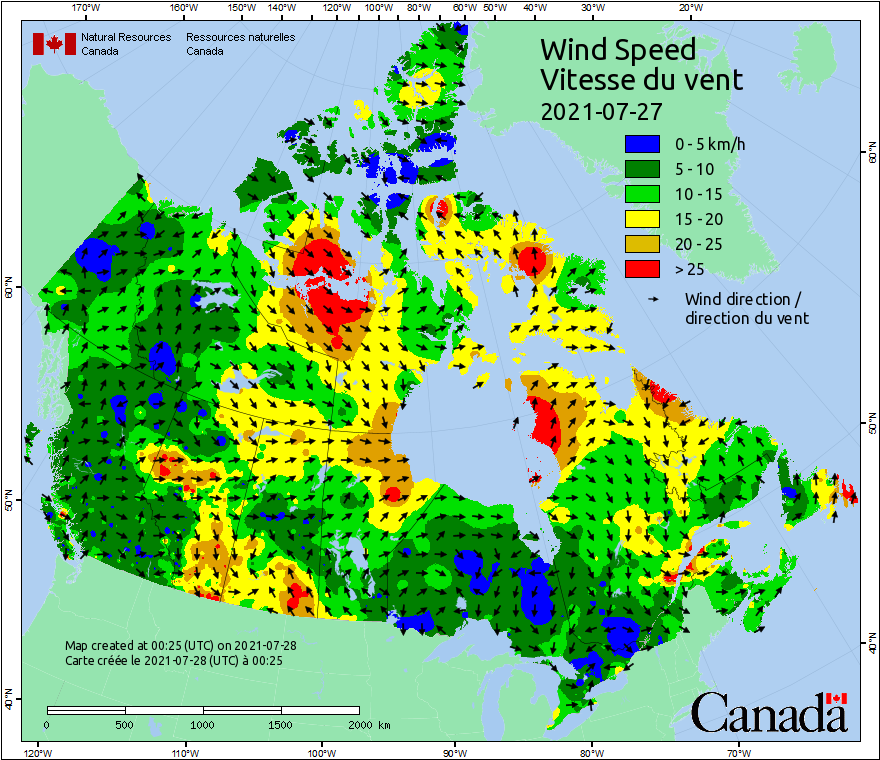 170°W 160°W 150°W 140°W 130°W 120°W 110°W 100°W 90°W 80°W 70°W 60°W 50°W 40°W 30°W 20°W
Natural Resources Canada
Ressources naturelles Canada
Wind Speed
Vitesse du vent
2021-07-27
0 - 5 km/h
5 - 10
10 - 15
15 - 20
20 - 25
> 25
Wind direction /
direction du vent
60°N
50°N
40°N
60°N
50°N
40°N
Map created at 00:25 (UTC) on 2021-07-28
Carte créée le 2021-07-28 (UTC) à 00:25
0 500 1000 1500 2000 km
Canada
120°W 110°W 100°W 90°W 80°W 70°W